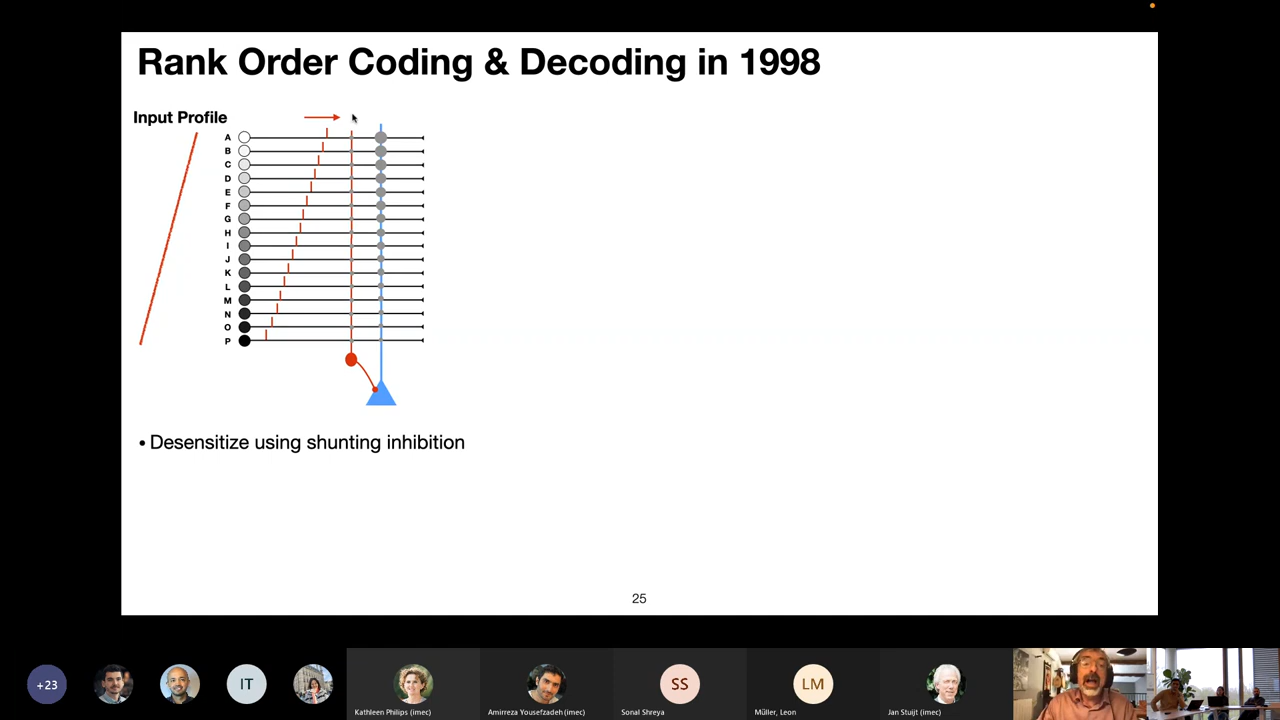 Rank Order Coding & Decoding in 1998
Input Profile
A
B
C
D
E
F
G
H
I
J
K
L
M
N
O
P
• Desensitize using shunting inhibition
25
+23
IT
SS
LM
Kathleen Philips (imec)
Amirreza Yousefzadeh (imec)
Sonal Shreya
Müller, Leon
Jan Stuijt (imec)